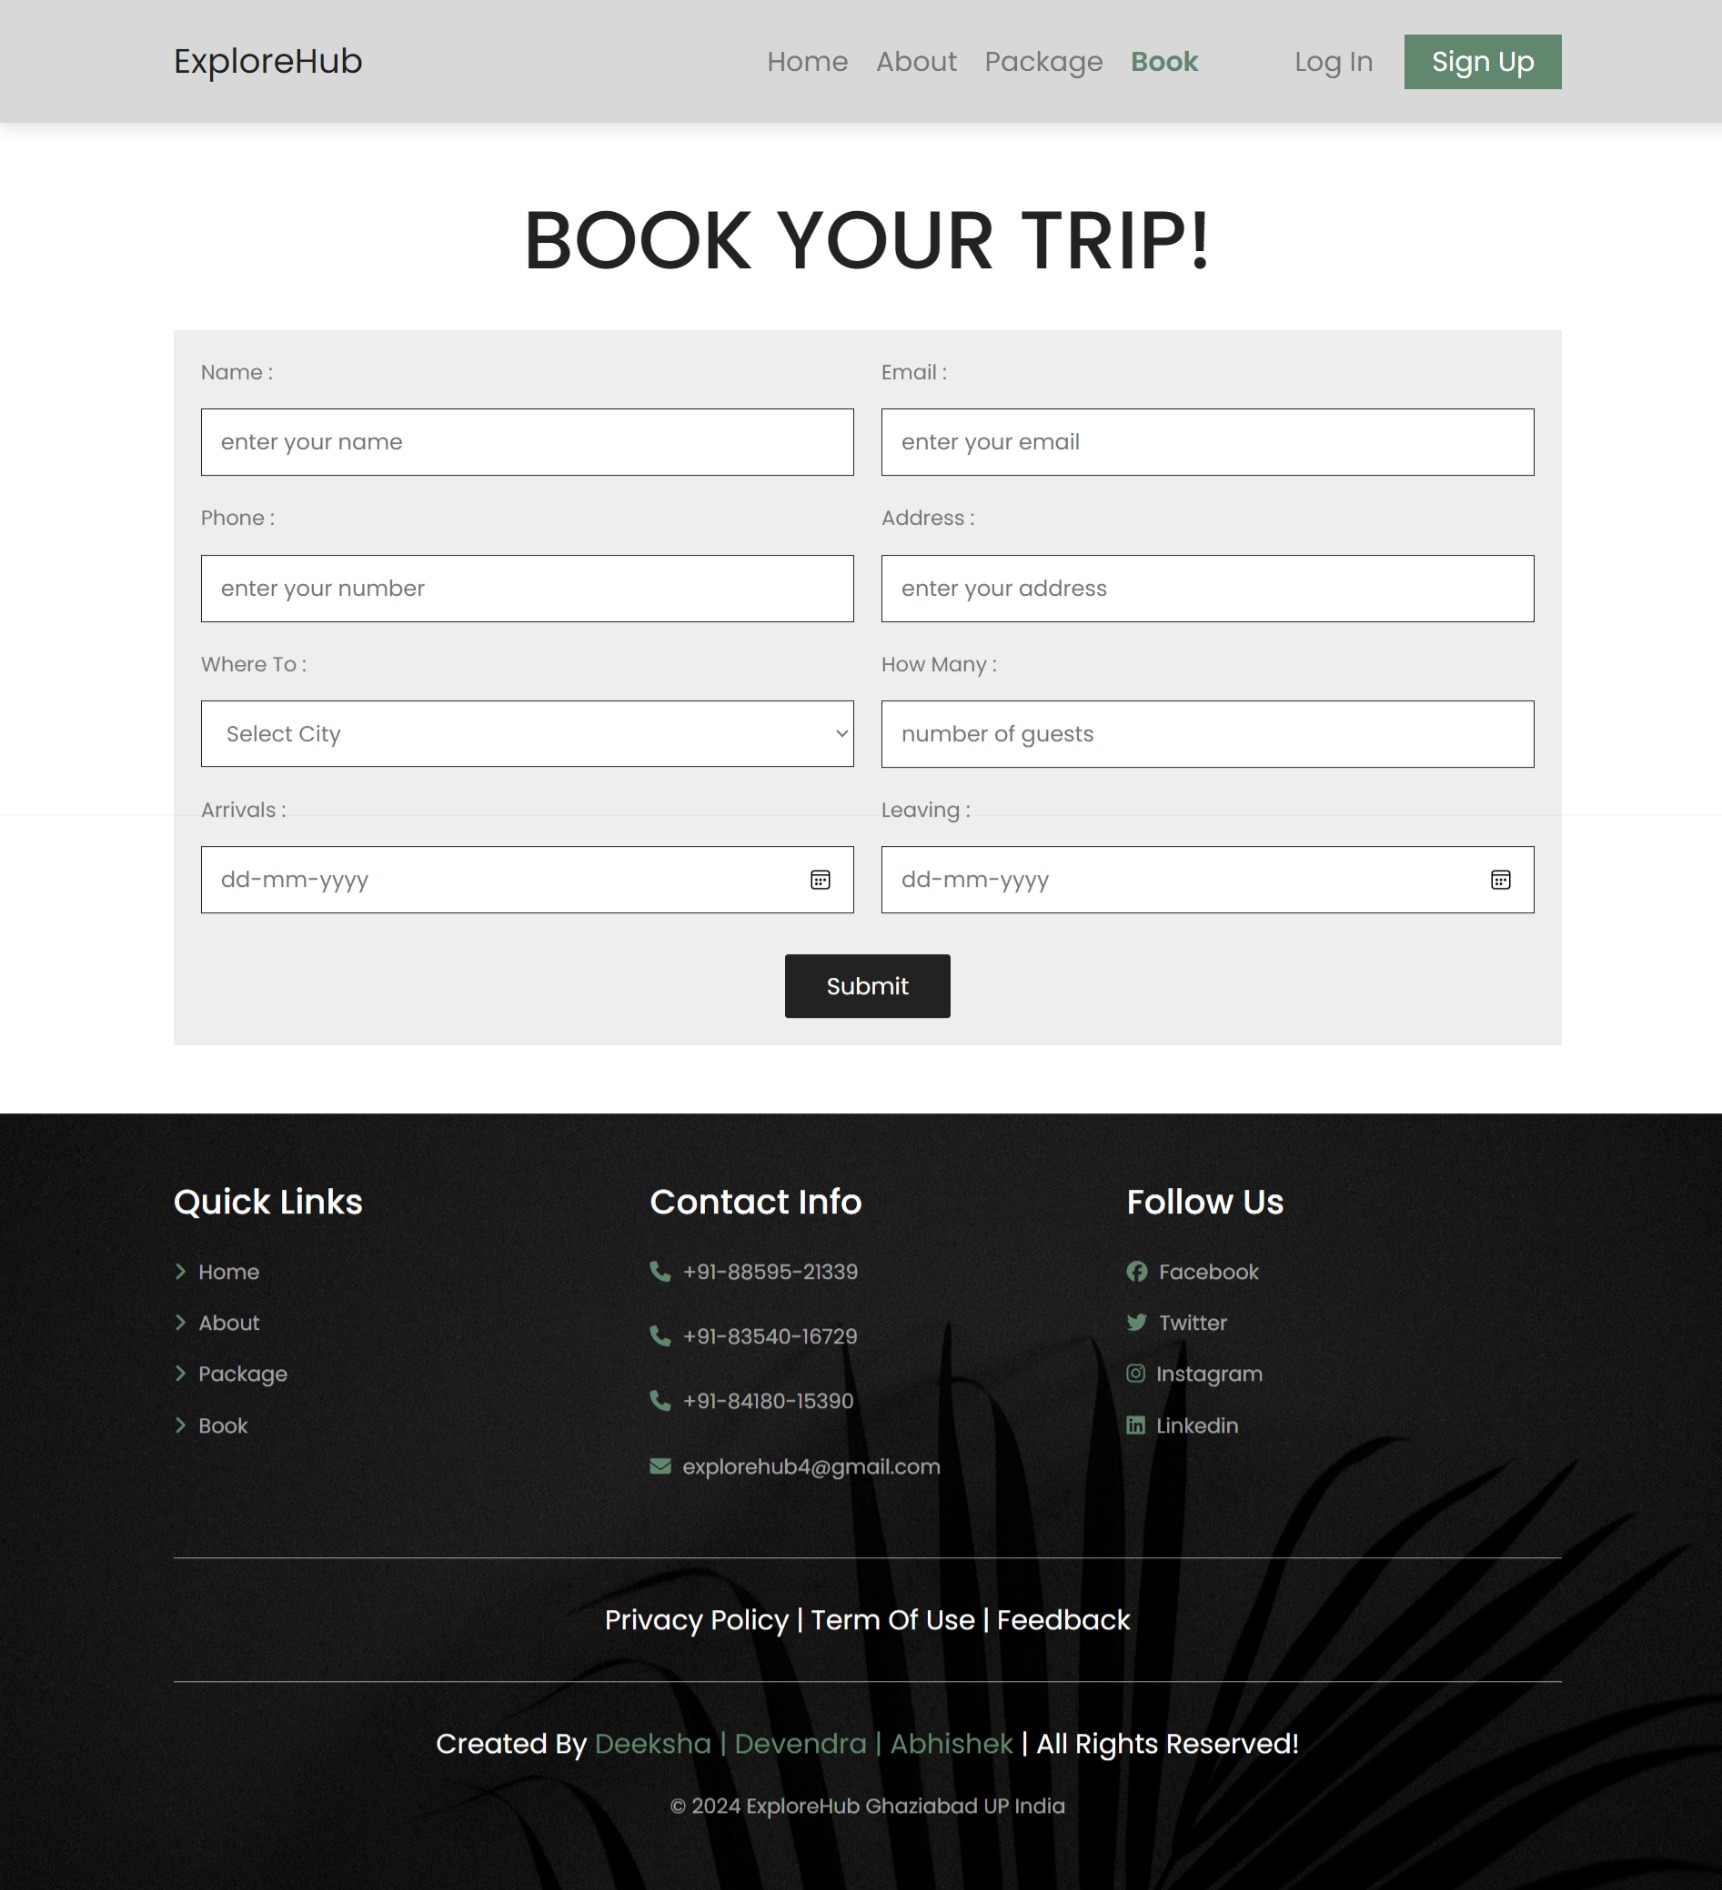 ExploreHub Home About Package Book Log In Sign Up
BOOK YOUR TRIP!
Name : Email :
enter your name enter your email
Phone : Address :
enter your number enter your address
Where To : How Many :
Select City number of guests
Arrivals : Leaving :
dd-mm-yyyy dd-mm-yyyy
Submit
Quick Links
Home
About
Package
Book
Contact Info
+91-88595-21339
+91-83540-16729
+91-84180-15390
explorehub4@gmail.com
Follow Us
Facebook
Twitter
Instagram
Linkedin
Privacy Policy | Term Of Use | Feedback
Created By Deeksha | Devendra | Abhishek | All Rights Reserved!
© 2024 ExploreHub Ghaziabad UP India